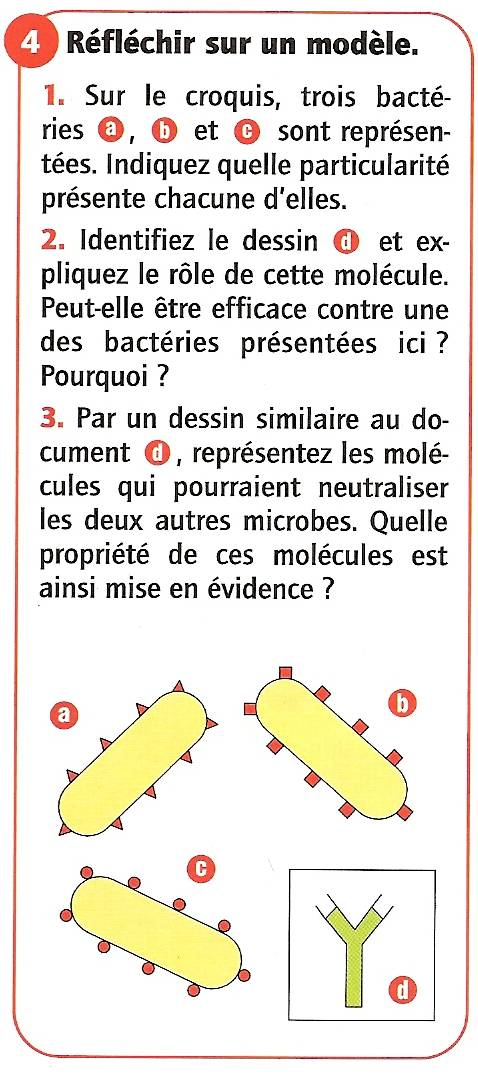 4 Réfléchir sur un modèle.
1. Sur le croquis, trois bacté-
ries a, b et c sont représen-
tées. Indiquez quelle particularité
présente chacune d'elles.
2. Identifiez le dessin d et ex-
pliquez le rôle de cette molécule.
Peut-elle être efficace contre une
des bactéries présentées ici ?
Pourquoi ?
3. Par un dessin similaire au do-
cument d, représentez les molé-
cules qui pourraient neutraliser
les deux autres microbes. Quelle
propriété de ces molécules est
ainsi mise en évidence ?
a
b
c
d